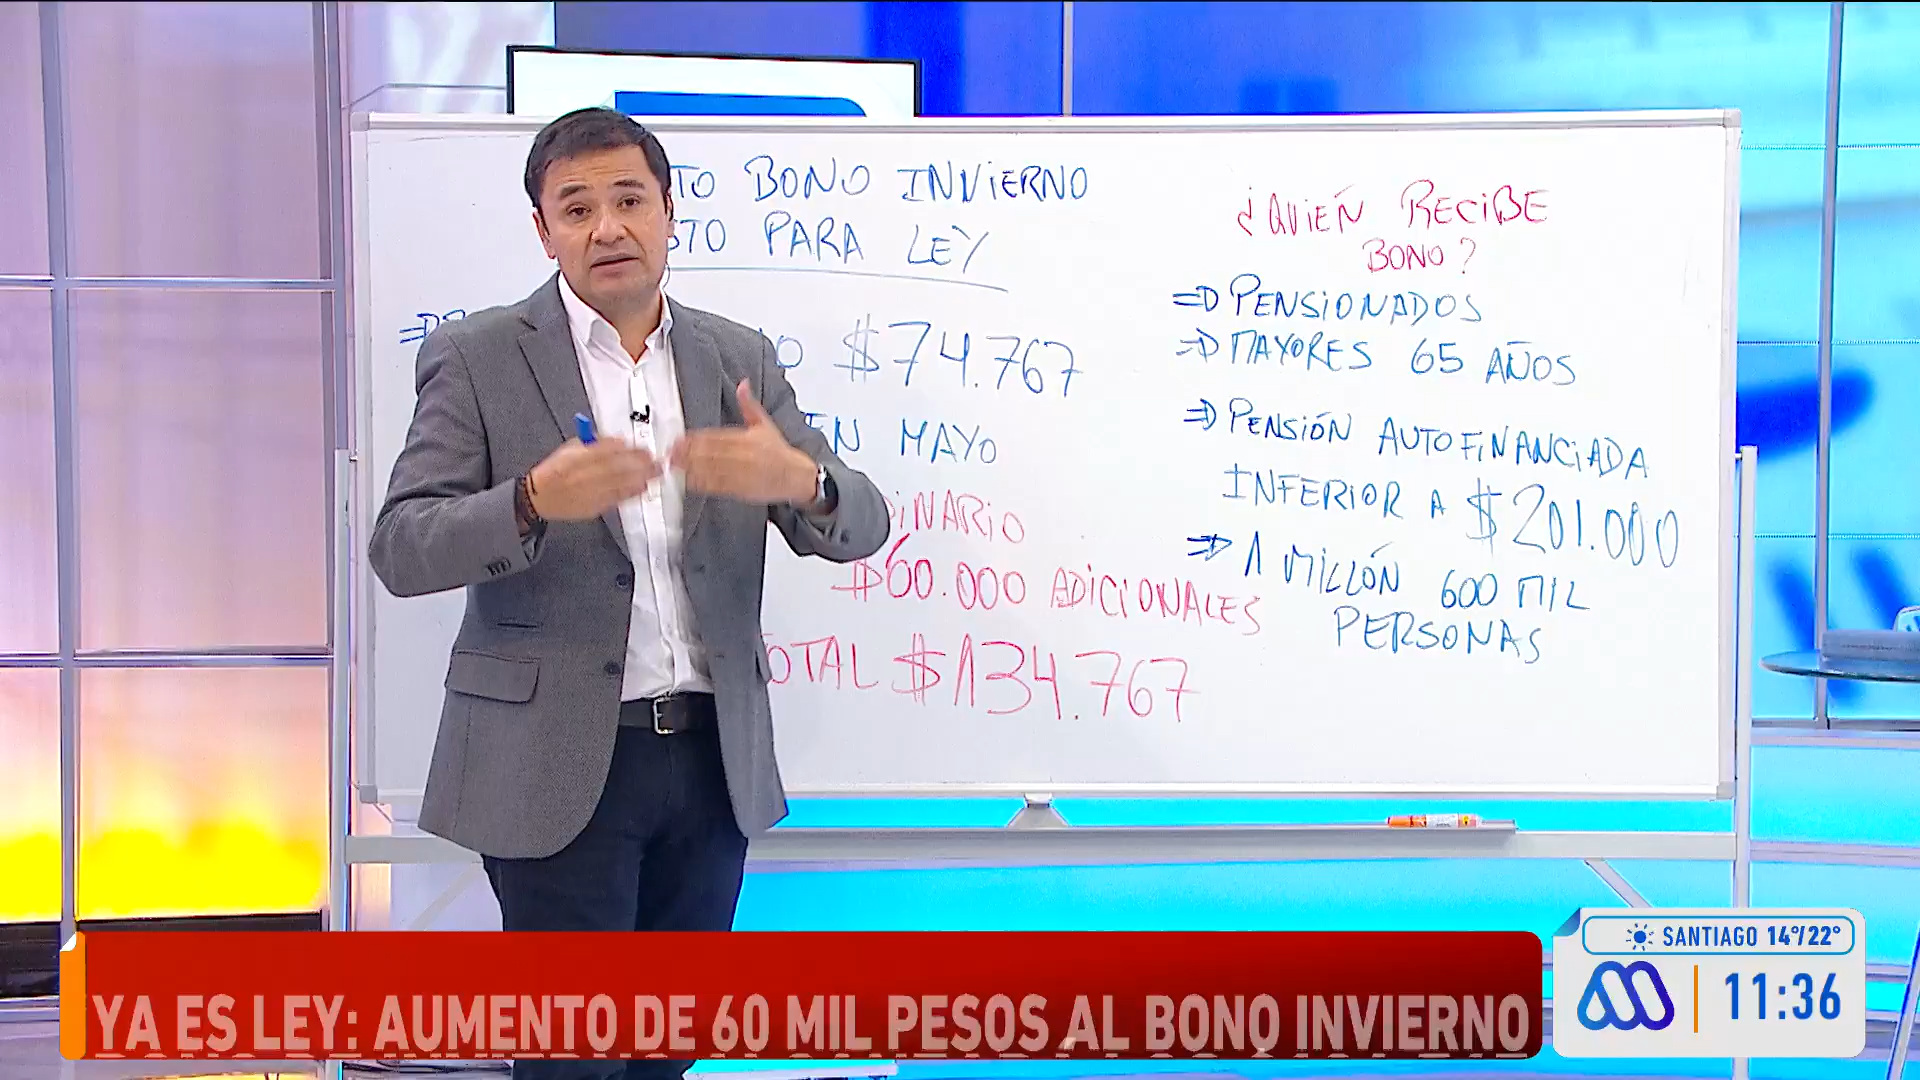 TO BONO INVIERNO
STO PARA LEY
O $74.767
EN MAYO
DINARIO
$60.000 ADICIONALES
OTAL $134.767
¿QUIÉN RECIBE
BONO?
⇒ PENSIONADOS
⇒ MAYORES 65 AÑOS
⇒ PENSIÓN AUTOFINANCIADA
INFERIOR A $201.000
⇒ 1 MILLÓN 600 MIL
PERSONAS
YA ES LEY: AUMENTO DE 60 MIL PESOS AL BONO INVIERNO
SANTIAGO 14°/22°
11:36